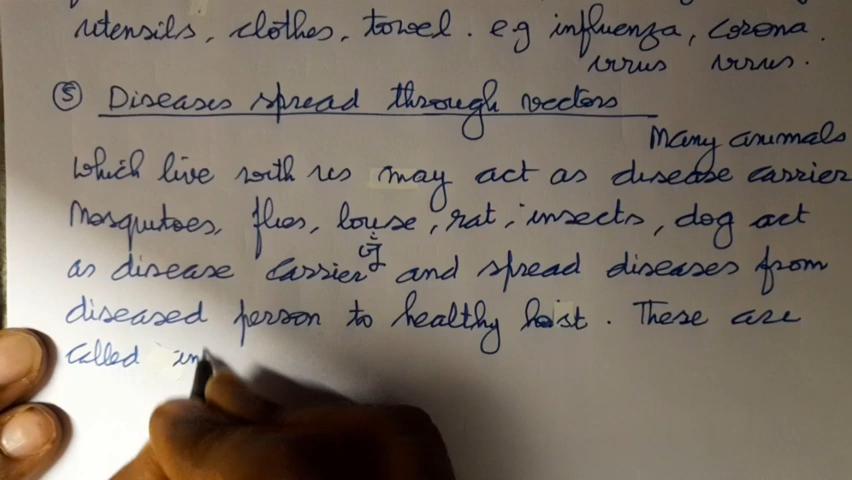 utensils, clothes, towel. eg influenza, corona.
virus virus.
⑤ Diseases spread through vectors
Many animals
Which live with us may act as disease carrier
Mosquitoes, flies, louse, rat, insects, dog act
as disease carrier and spread diseases from
diseased person to healthy host. These are
called in